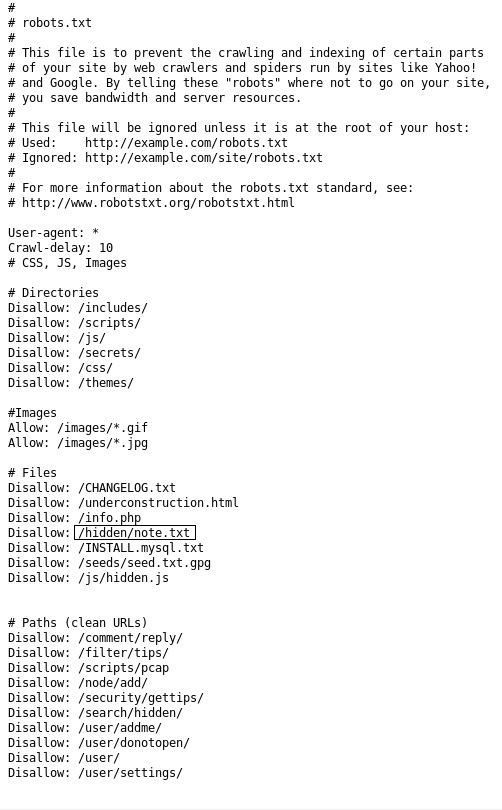 #
# robots.txt
#
# This file is to prevent the crawling and indexing of certain parts
# of your site by web crawlers and spiders run by sites like Yahoo!
# and Google. By telling these "robots" where not to go on your site,
# you save bandwidth and server resources.
#
# This file will be ignored unless it is at the root of your host:
# Used:    http://example.com/robots.txt
# Ignored: http://example.com/site/robots.txt
#
# For more information about the robots.txt standard, see:
# http://www.robotstxt.org/robotstxt.html

User-agent: *
Crawl-delay: 10
# CSS, JS, Images

# Directories
Disallow: /includes/
Disallow: /scripts/
Disallow: /js/
Disallow: /secrets/
Disallow: /css/
Disallow: /themes/

#Images
Allow: /images/*.gif
Allow: /images/*.jpg

# Files
Disallow: /CHANGELOG.txt
Disallow: /underconstruction.html
Disallow: /info.php
Disallow: /hidden/note.txt
Disallow: /INSTALL.mysql.txt
Disallow: /seeds/seed.txt.gpg
Disallow: /js/hidden.js

# Paths (clean URLs)
Disallow: /comment/reply/
Disallow: /filter/tips/
Disallow: /scripts/pcap
Disallow: /node/add/
Disallow: /security/gettips/
Disallow: /search/hidden/
Disallow: /user/addme/
Disallow: /user/donotopen/
Disallow: /user/
Disallow: /user/settings/